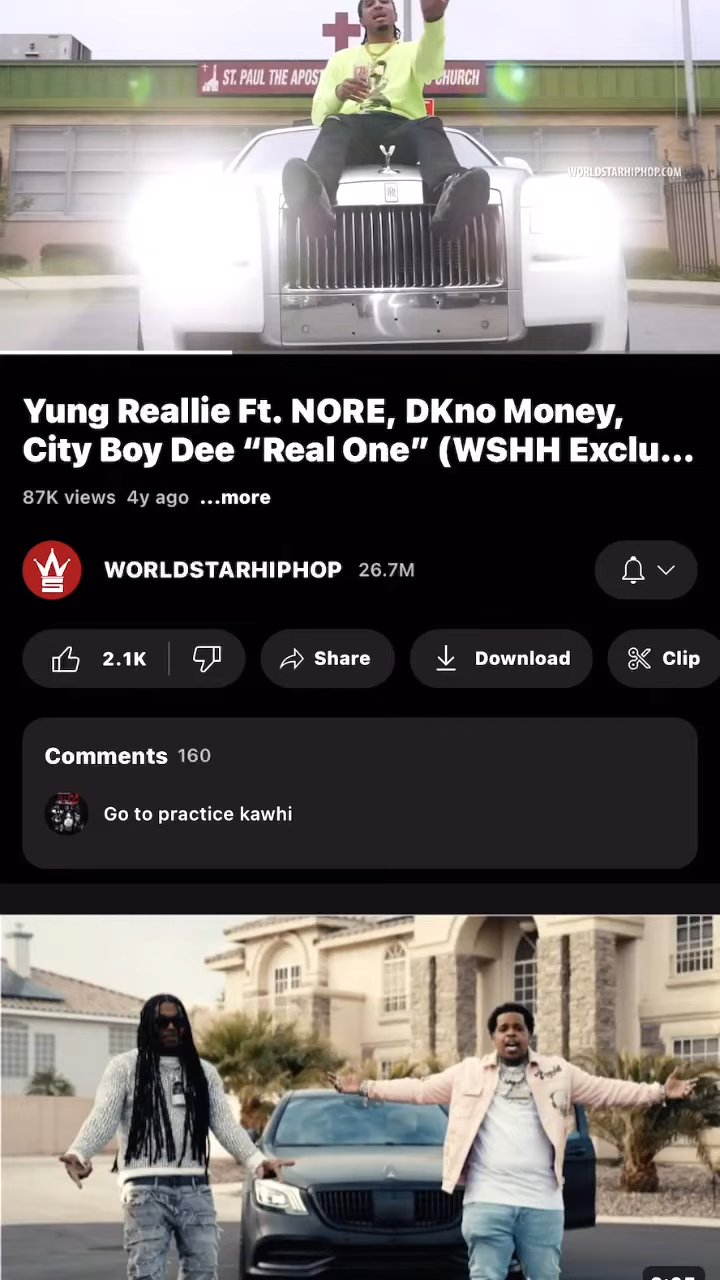 ST. PAUL THE APOST
CHURCH
WORLDSTARHIPHOP.COM
Yung Reallie Ft. NORE, DKno Money,
City Boy Dee “Real One” (WSHH Exclu...
87K views 4y ago ...more
WORLDSTARHIPHOP 26.7M
2.1K
Share
Download
Clip
Comments 160
Go to practice kawhi